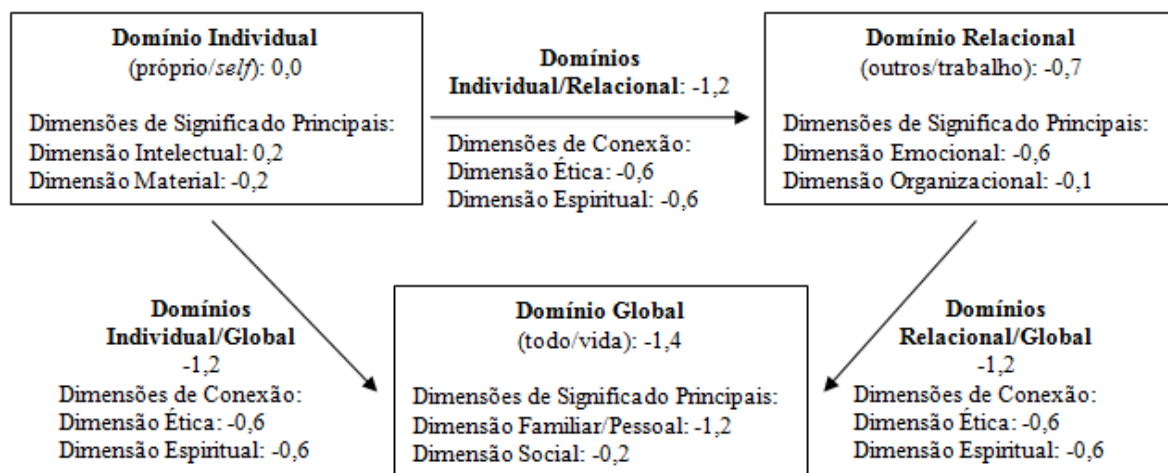 Domínio Individual
(próprio/self): 0,0
Dimensões de Significado Principais:
Dimensão Intelectual: 0,2
Dimensão Material: -0,2
Domínios
Individual/Relacional: -1,2
Dimensões de Conexão:
Dimensão Ética: -0,6
Dimensão Espiritual: -0,6
Domínio Relacional
(outros/trabalho): -0,7
Dimensões de Significado Principais:
Dimensão Emocional: -0,6
Dimensão Organizacional: -0,1
Domínios
Individual/Global
-1,2
Dimensões de Conexão:
Dimensão Ética: -0,6
Dimensão Espiritual: -0,6
Domínio Global
(todo/vida): -1,4
Dimensões de Significado Principais:
Dimensão Familiar/Pessoal: -1,2
Dimensão Social: -0,2
Domínios
Relacional/Global
-1,2
Dimensões de Conexão:
Dimensão Ética: -0,6
Dimensão Espiritual: -0,6